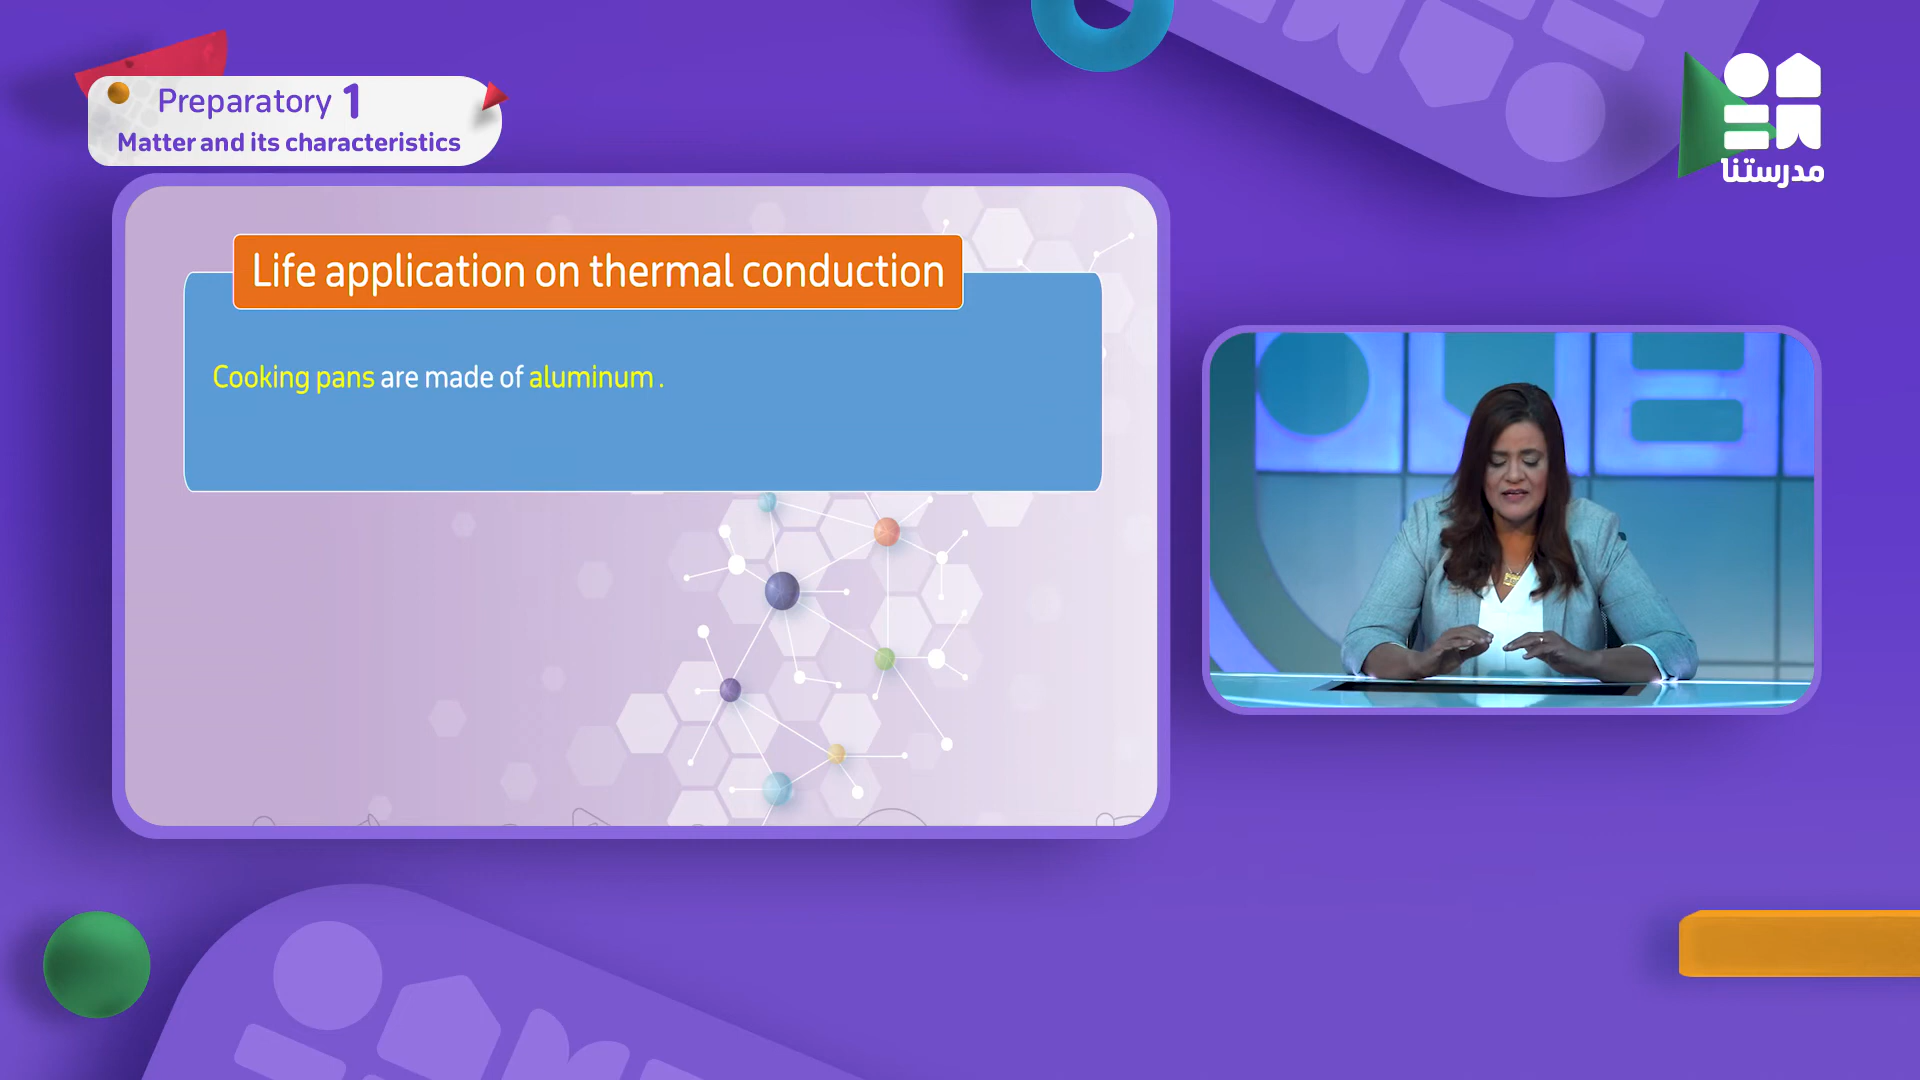 Preparatory 1
Matter and its characteristics
مدرستنا
Life application on thermal conduction
Cooking pans are made of aluminum .